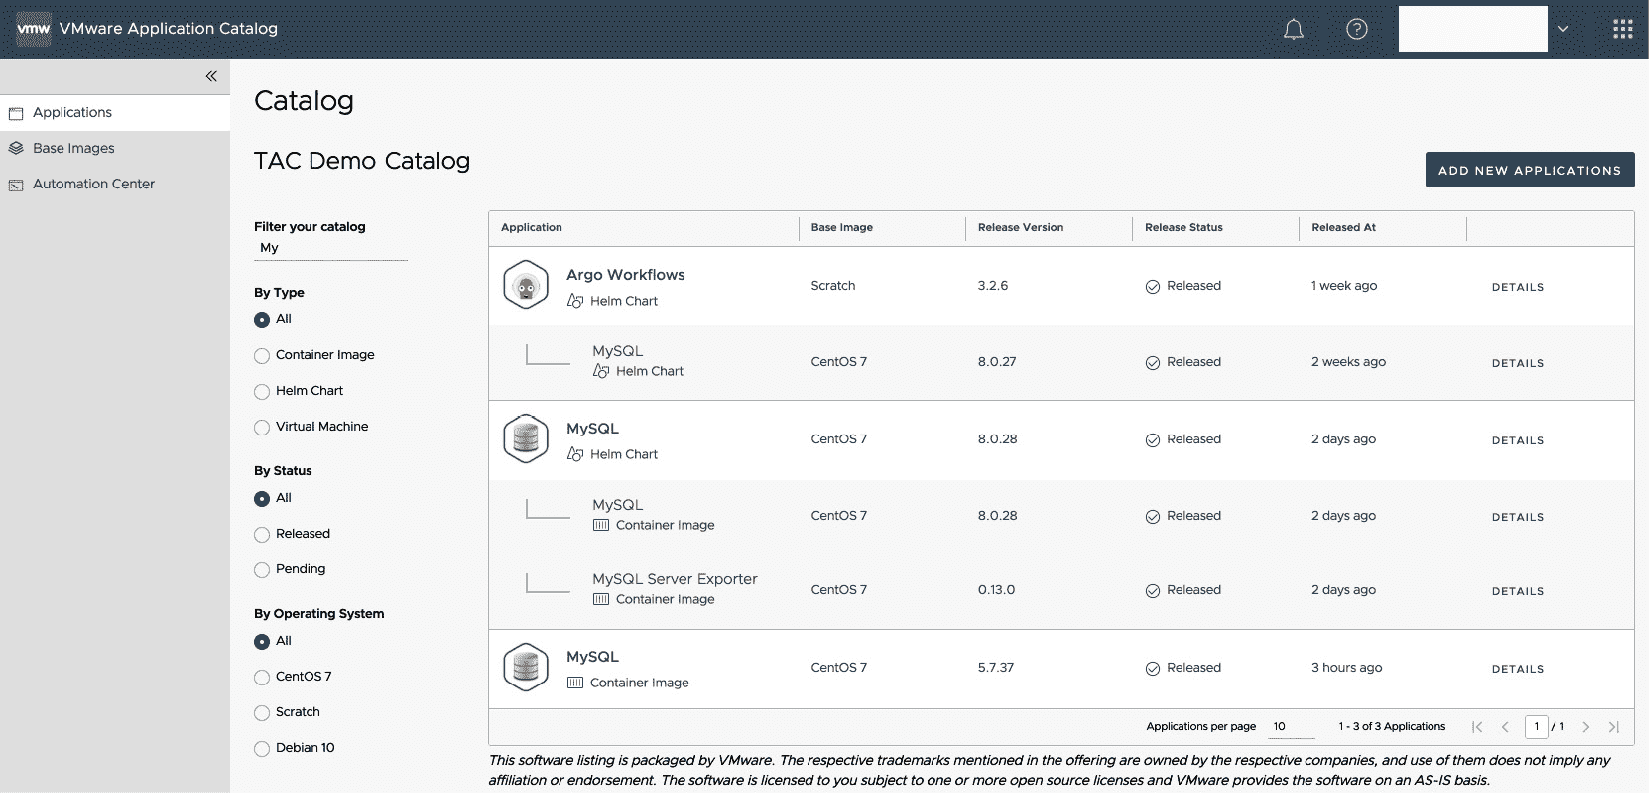 vmw VMware Application Catalog
Applications
Base Images
Automation Center
Catalog
TAC Demo Catalog
ADD NEW APPLICATIONS
Filter your catalog
My
By Type
All
Container Image
Helm Chart
Virtual Machine
By Status
All
Released
Pending
By Operating System
All
CentOS 7
Scratch
Debian 10
Application Base Image Release Version Release Status Released At
Argo Workflows
Helm Chart
Scratch 3.2.6 Released 1 week ago DETAILS
MySQL
Helm Chart
CentOS 7 8.0.27 Released 2 weeks ago DETAILS
MySQL
Helm Chart
CentOS 7 8.0.28 Released 2 days ago DETAILS
MySQL
Container Image
CentOS 7 8.0.28 Released 2 days ago DETAILS
MySQL Server Exporter
Container Image
CentOS 7 0.13.0 Released 2 days ago DETAILS
MySQL
Container Image
CentOS 7 5.7.37 Released 3 hours ago DETAILS
Applications per page 10 1 - 3 of 3 Applications 1 / 1
This software listing is packaged by VMware. The respective trademarks mentioned in the offering are owned by the respective companies, and use of them does not imply any
affiliation or endorsement. The software is licensed to you subject to one or more open source licenses and VMware provides the software on an AS-IS basis.